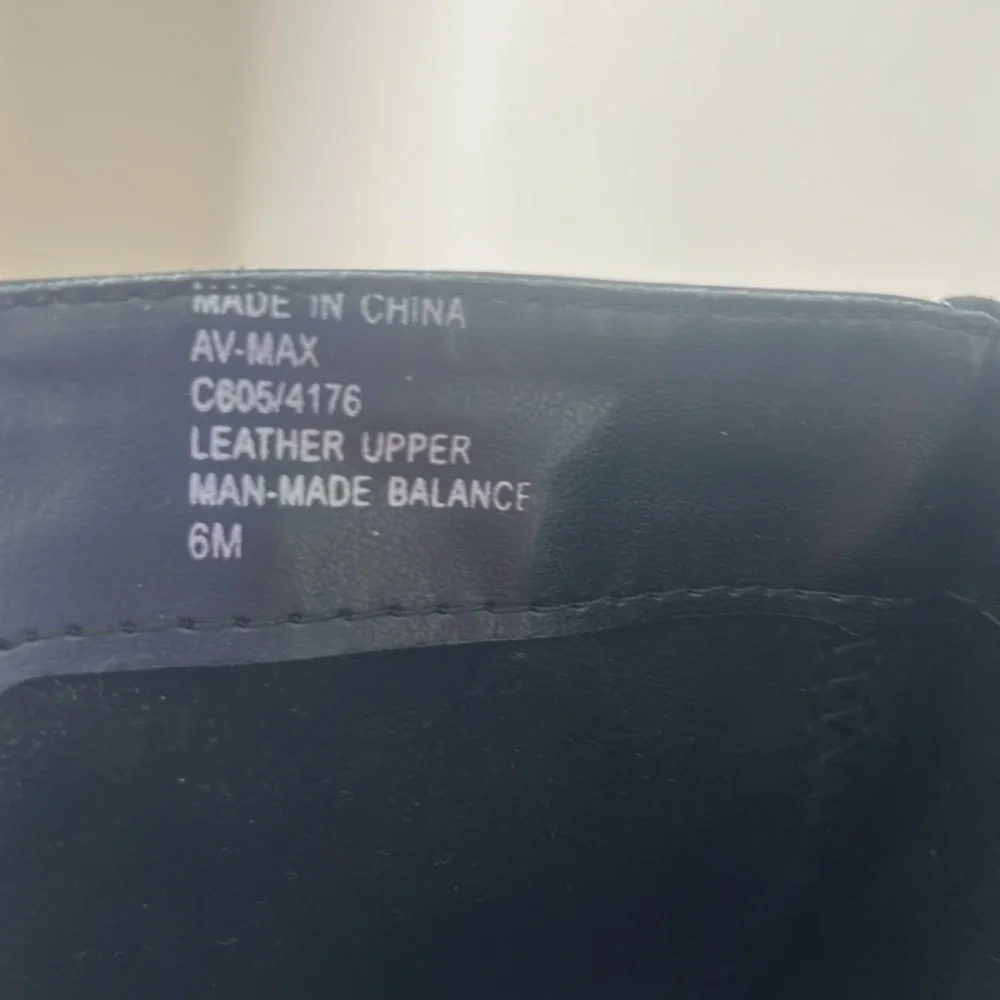 MADE IN CHINA
AV-MAX
C605/4176
LEATHER UPPER
MAN-MADE BALANCE
6M